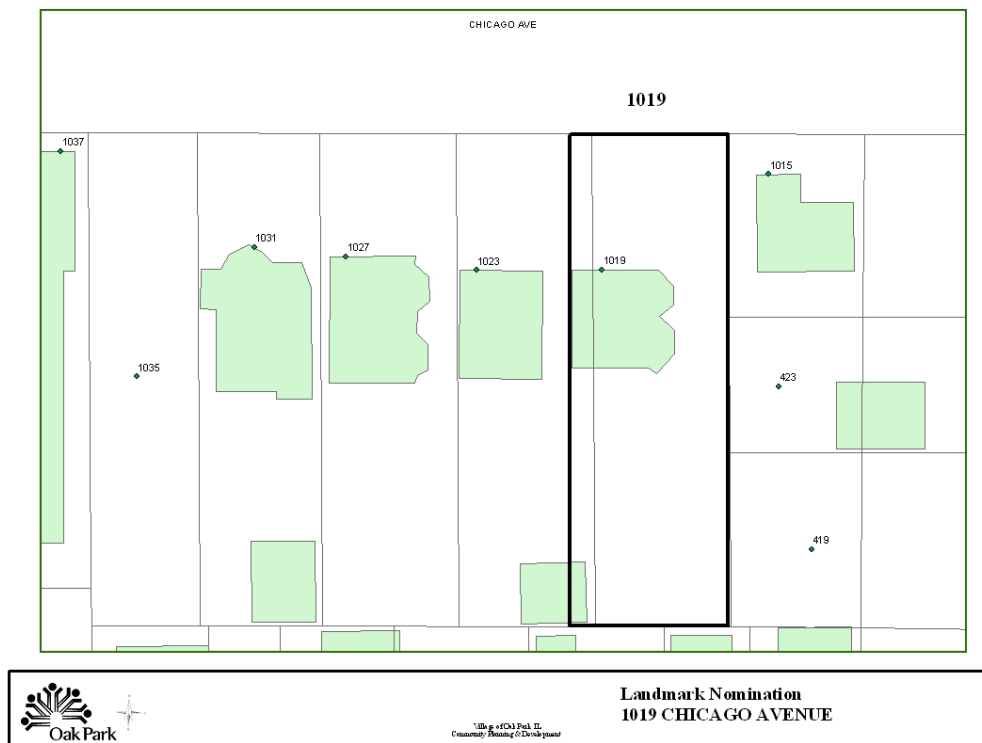 CHICAGO AVE
1019
1037
1015
1031
1027
1023
1019
1035
423
419
Landmark Nomination
1019 CHICAGO AVENUE
Oak Park
Village of Oak Park, IL
Community Planning & Development